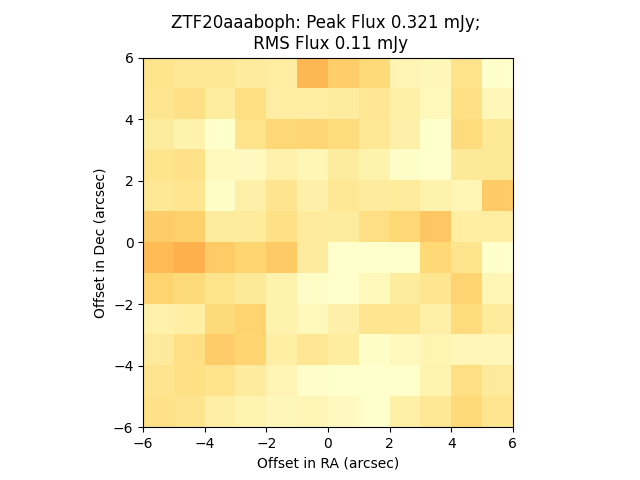 ZTF20aaaboph: Peak Flux 0.321 mJy;
RMS Flux 0.11 mJy
6
4
2
0
−2
−4
−6
Offset in Dec (arcsec)
−6 −4 −2 0 2 4 6
Offset in RA (arcsec)